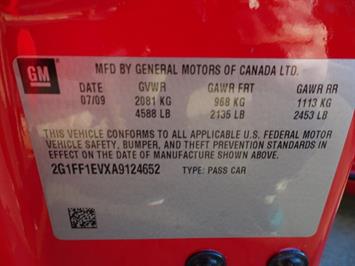 GM
MFD BY GENERAL MOTORS OF CANADA LTD.
DATE GVWR GAWR FRT GAWR RR
07/09 2081 KG 968 KG 1113 KG
4588 LB 2135 LB 2453 LB
THIS VEHICLE CONFORMS TO ALL APPLICABLE U.S. FEDERAL MOTOR
VEHICLE SAFETY, BUMPER, AND THEFT PREVENTION STANDARDS IN
EFFECT ON THE DATE OF MANUFACTURE SHOWN ABOVE.
2G1FF1EVXA9124652 TYPE: PASS CAR